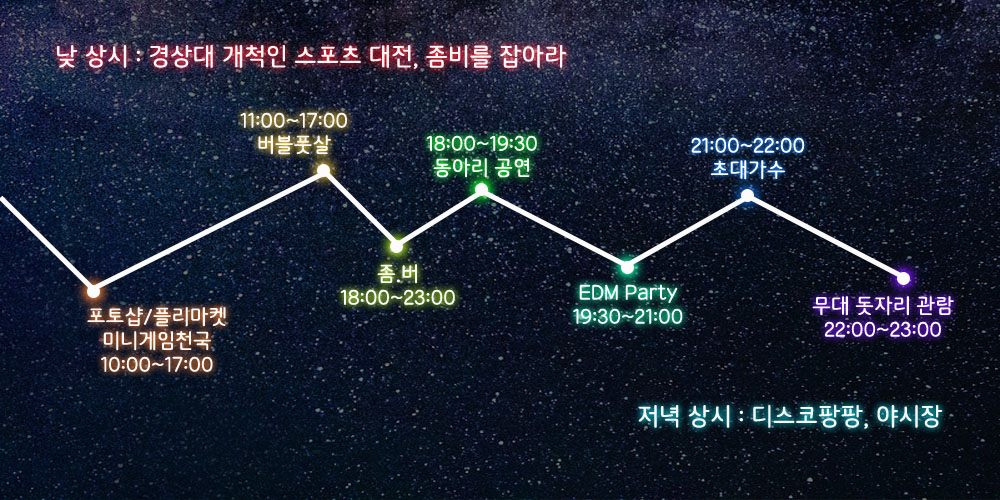 낮 상시 : 경상대 개척인 스포츠 대전, 좀비를 잡아라
포토샵/플리마켓
미니게임천국
10:00~17:00
11:00~17:00
버블풋살
좀.버
18:00~23:00
18:00~19:30
동아리 공연
EDM Party
19:30~21:00
21:00~22:00
초대가수
무대 돗자리 관람
22:00~23:00
저녁 상시 : 디스코팡팡, 야시장